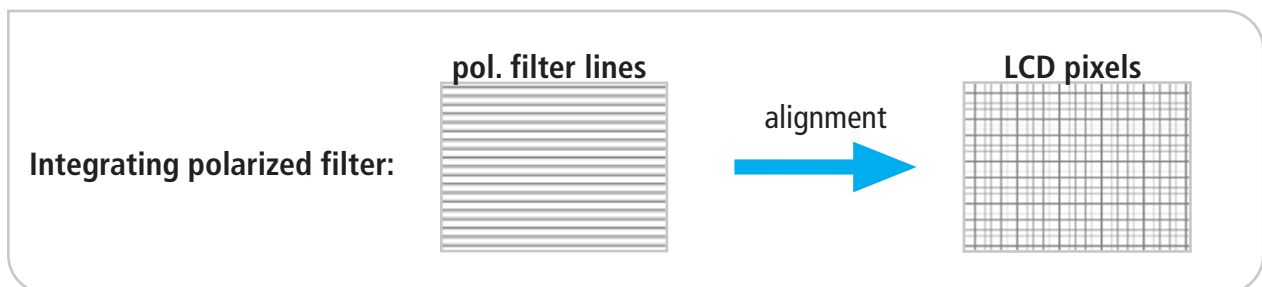 pol. filter lines
LCD pixels
alignment
Integrating polarized filter: